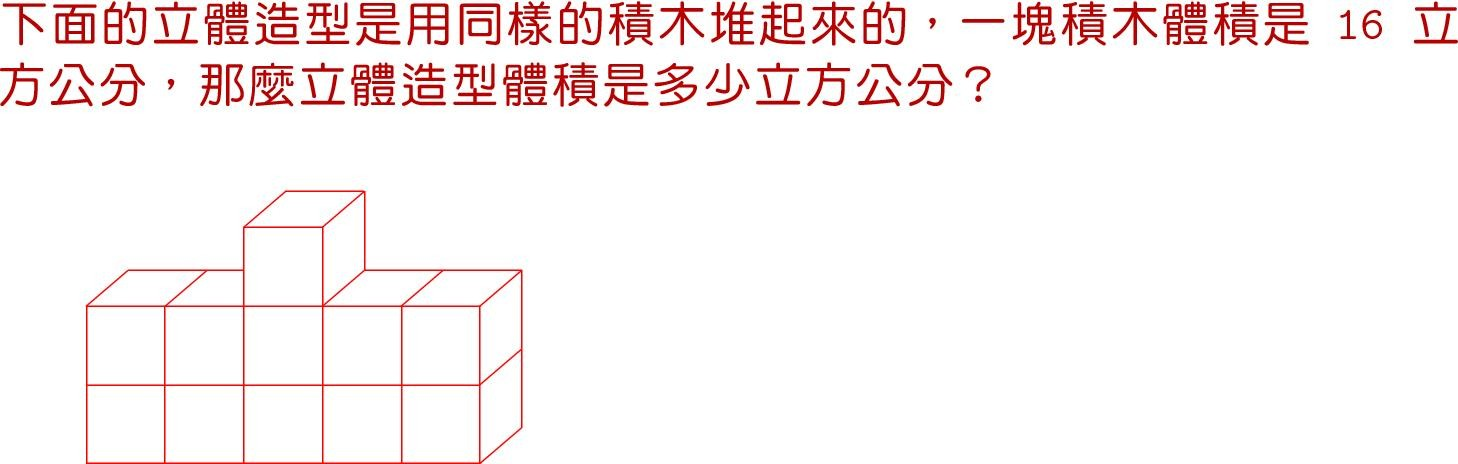 下面的立體造型是用同樣的積木堆起來的，一塊積木體積是 16 立
方公分，那麼立體造型體積是多少立方公分？